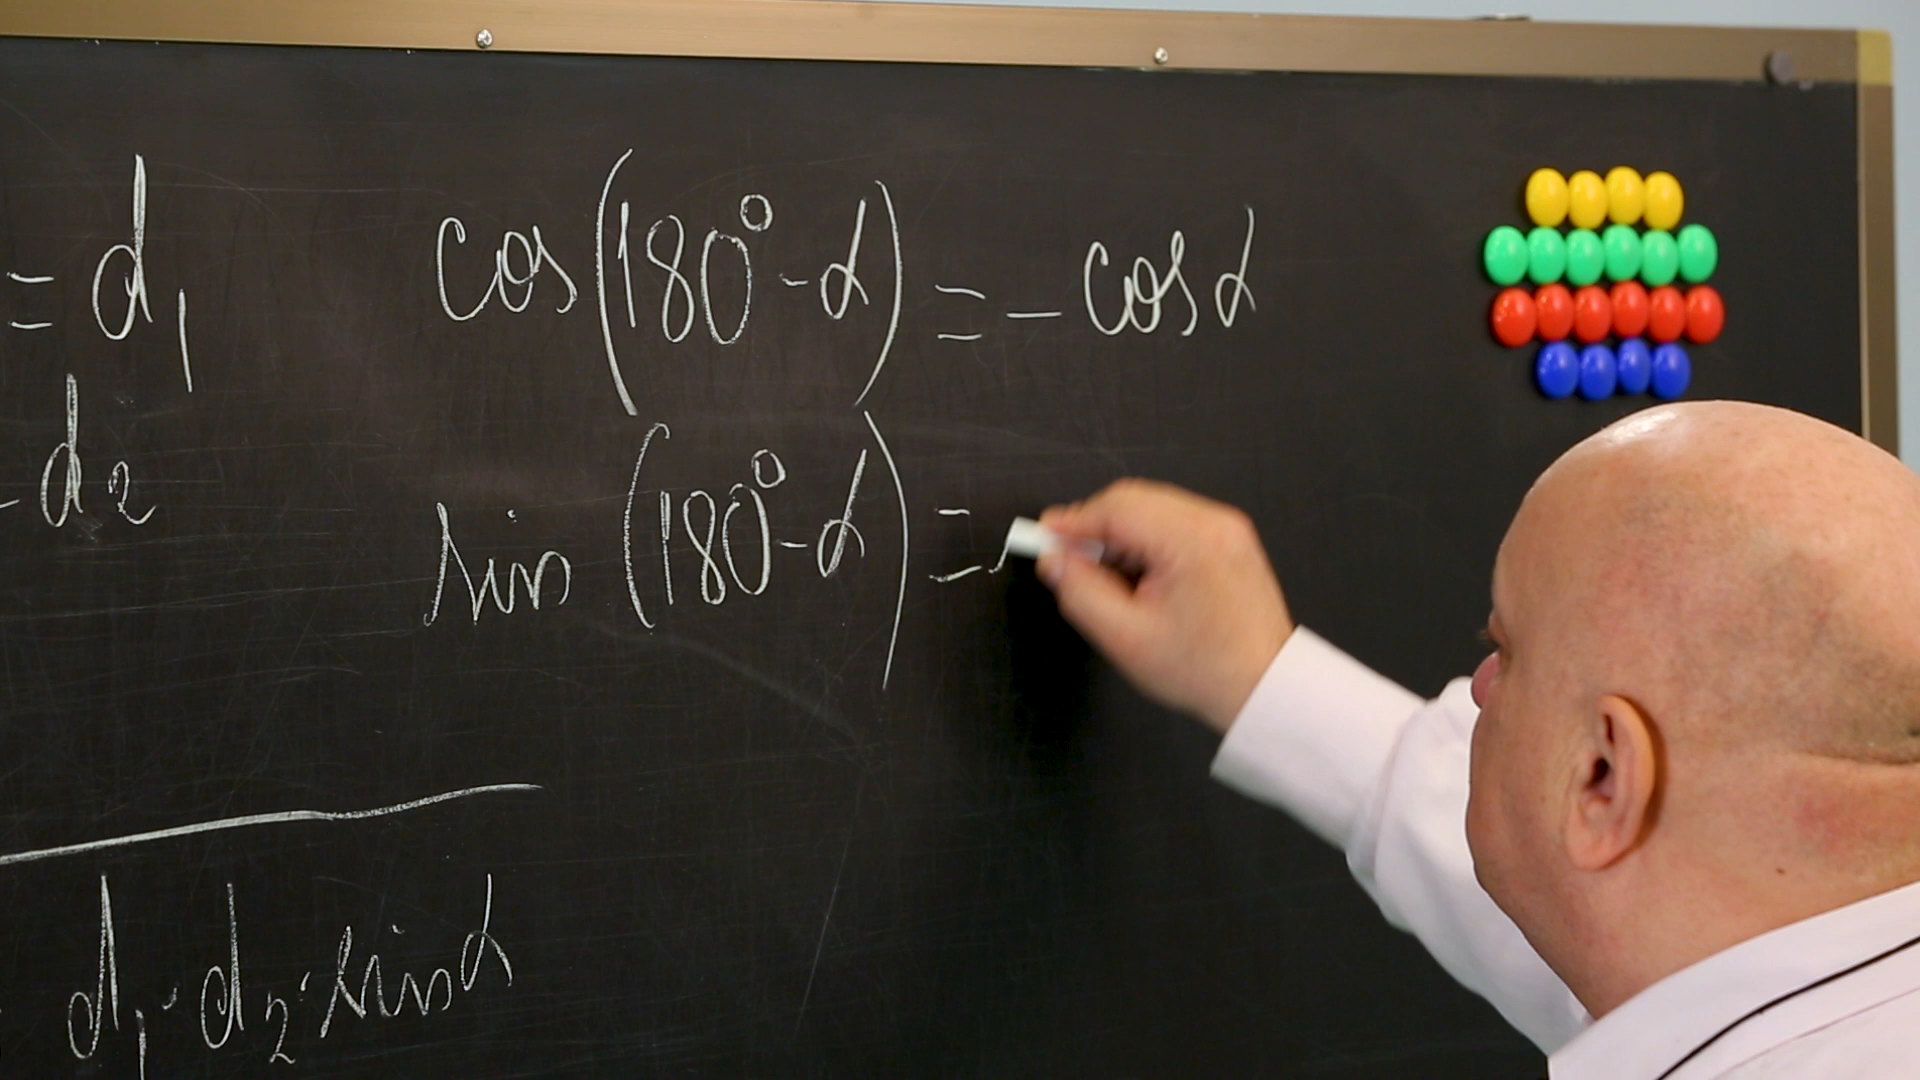 = d₁
cos(180°-α) = - cos α
- d₂
sin (180°-α) =
d₁·d₂·sin α